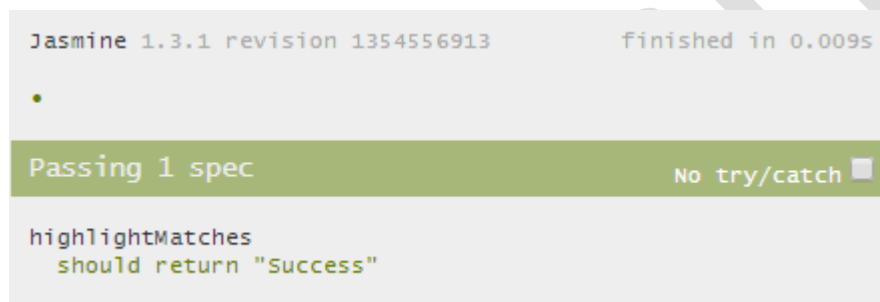 Jasmine 1.3.1 revision 1354556913 finished in 0.009s
•
Passing 1 spec No try/catch
highlightMatches
should return "Success"